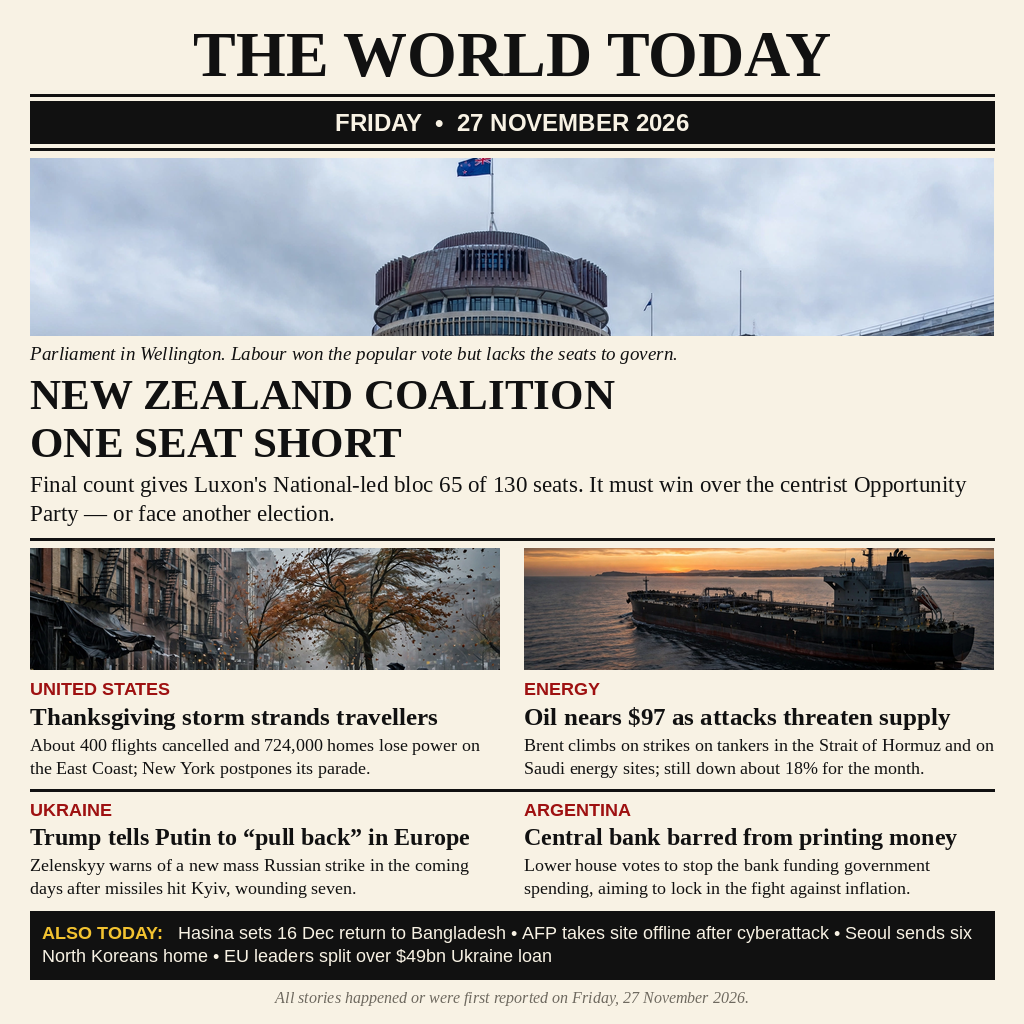 THE WORLD TODAY
FRIDAY • 27 NOVEMBER 2026
Parliament in Wellington. Labour won the popular vote but lacks the seats to govern.
NEW ZEALAND COALITION
ONE SEAT SHORT
Final count gives Luxon's National-led bloc 65 of 130 seats. It must win over the centrist Opportunity
Party — or face another election.
UNITED STATES
Thanksgiving storm strands travellers
About 400 flights cancelled and 724,000 homes lose power on
the East Coast; New York postpones its parade.
ENERGY
Oil nears $97 as attacks threaten supply
Brent climbs on strikes on tankers in the Strait of Hormuz and on
Saudi energy sites; still down about 18% for the month.
UKRAINE
Trump tells Putin to “pull back” in Europe
Zelenskyy warns of a new mass Russian strike in the coming
days after missiles hit Kyiv, wounding seven.
ARGENTINA
Central bank barred from printing money
Lower house votes to stop the bank funding government
spending, aiming to lock in the fight against inflation.
ALSO TODAY: Hasina sets 16 Dec return to Bangladesh • AFP takes site offline after cyberattack • Seoul sends six
North Koreans home • EU leaders split over $49bn Ukraine loan
All stories happened or were first reported on Friday, 27 November 2026.